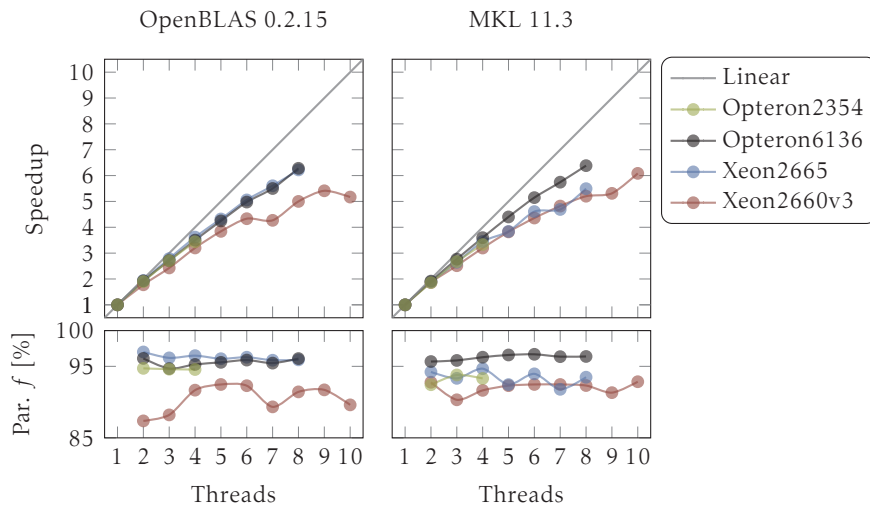 OpenBLAS 0.2.15
MKL 11.3
10
9
8
7
6
5
4
3
2
1
Speedup
Linear
Opteron2354
Opteron6136
Xeon2665
Xeon2660v3
100
95
85
Par. f [%]
1 2 3 4 5 6 7 8 9 10
1 2 3 4 5 6 7 8 9 10
Threads
Threads